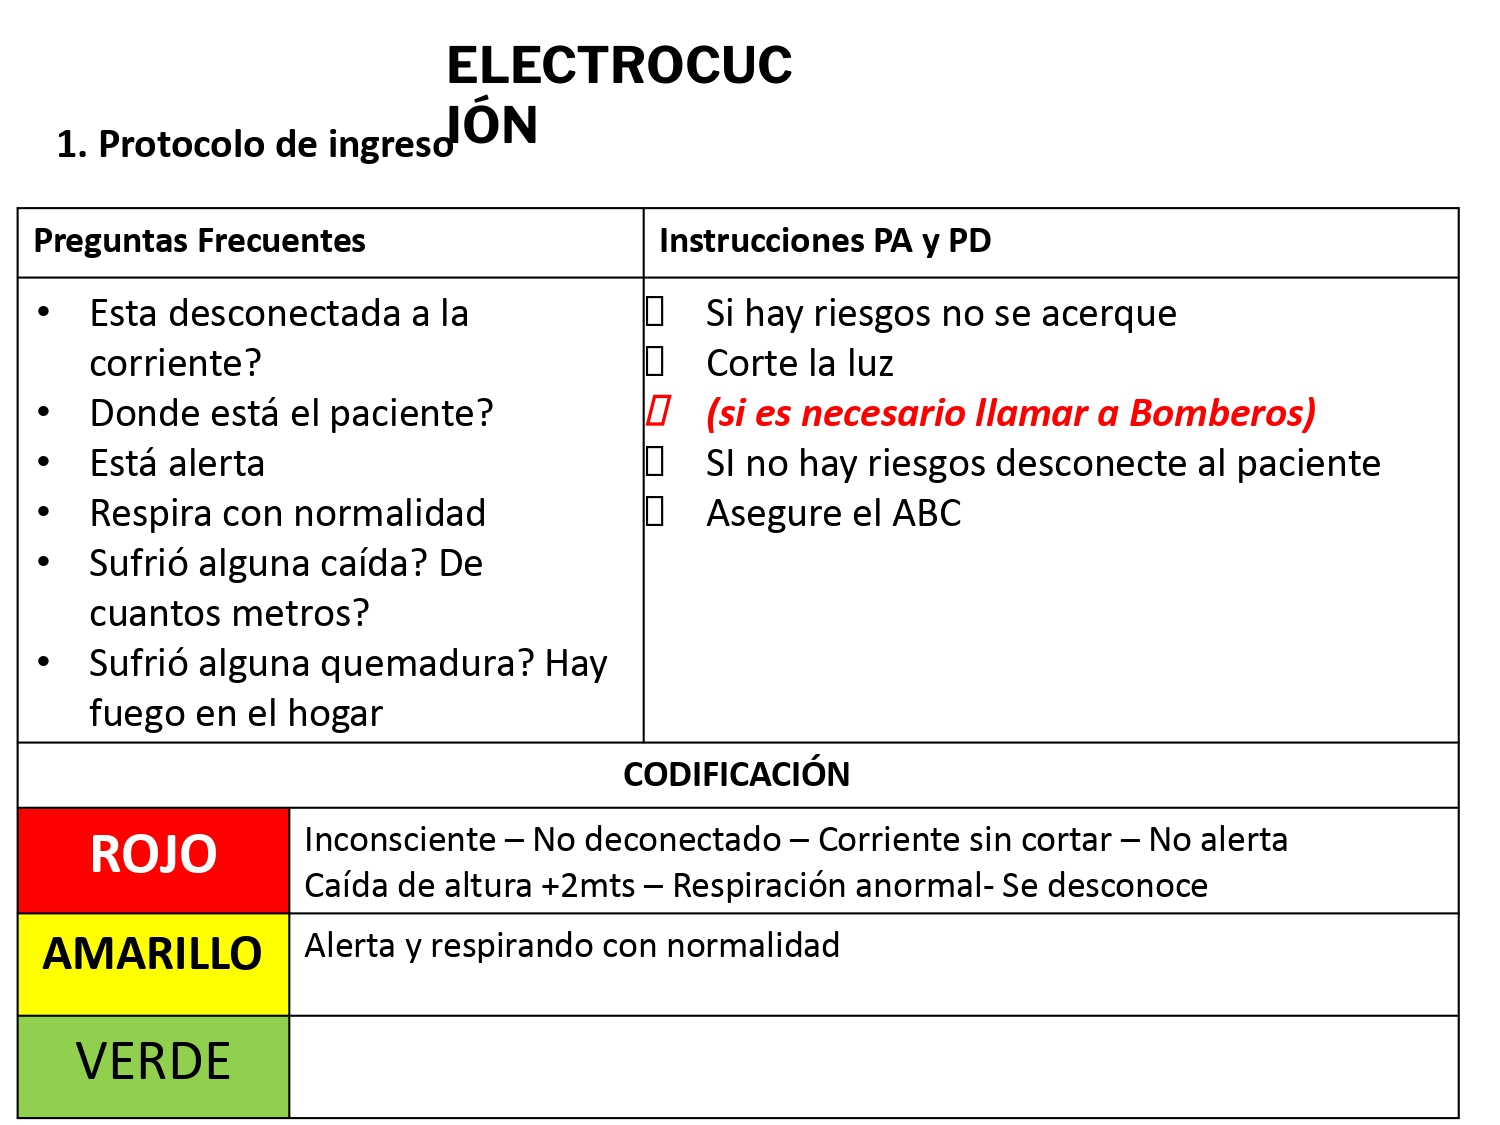 ELECTROCUC
IÓN
1. Protocolo de ingreso
Preguntas Frecuentes
Instrucciones PA y PD
• Esta desconectada a la
corriente?
• Donde está el paciente?
• Está alerta
• Respira con normalidad
• Sufrió alguna caída? De
cuantos metros?
• Sufrió alguna quemadura? Hay
fuego en el hogar
Si hay riesgos no se acerque
Corte la luz
(si es necesario llamar a Bomberos)
SI no hay riesgos desconecte al paciente
Asegure el ABC
CODIFICACIÓN
ROJO
Inconsciente – No deconectado – Corriente sin cortar – No alerta
Caída de altura +2mts – Respiración anormal- Se desconoce
AMARILLO
Alerta y respirando con normalidad
VERDE